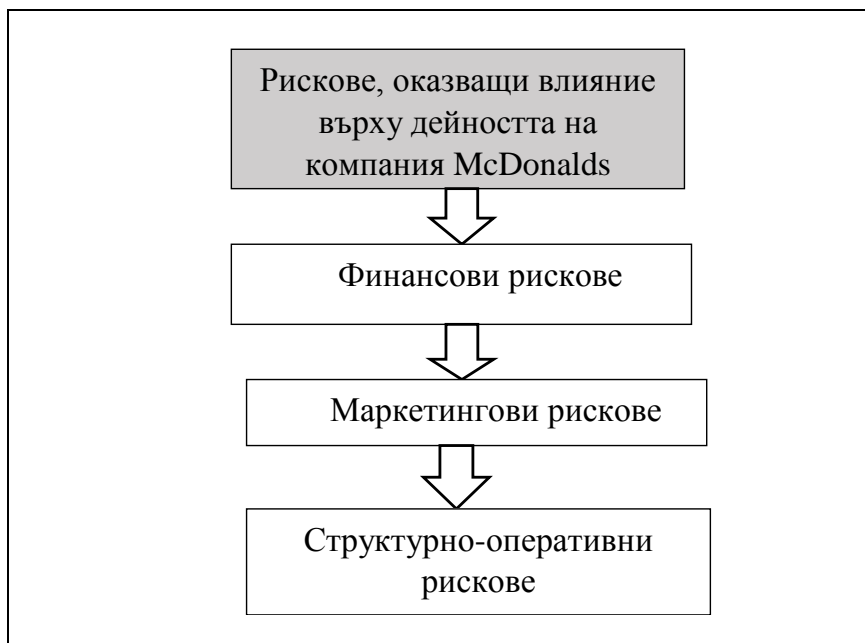 Рискове, оказващи влияние
върху дейността на
компания McDonalds
Финансови рискове
Маркетингови рискове
Структурно-оперативни
рискове